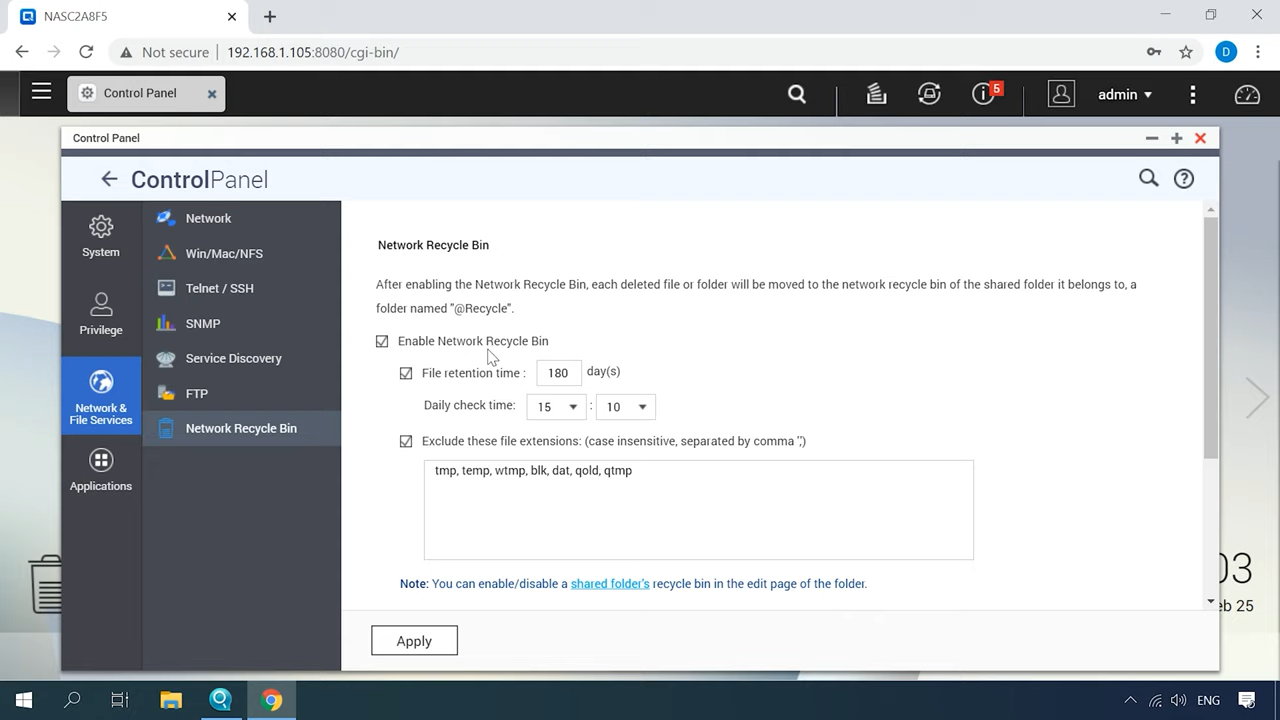 NASC2A8F5
Not secure | 192.168.1.105:8080/cgi-bin/
D
Control Panel
5
admin
Control Panel
ControlPanel
System
Privilege
Network &
File Services
Applications
Network
Win/Mac/NFS
Telnet / SSH
SNMP
Service Discovery
FTP
Network Recycle Bin
Network Recycle Bin
After enabling the Network Recycle Bin, each deleted file or folder will be moved to the network recycle bin of the shared folder it belongs to, a
folder named "@Recycle".
Enable Network Recycle Bin
File retention time : 180 day(s)
Daily check time: 15 : 10
Exclude these file extensions: (case insensitive, separated by comma ',')
tmp, temp, wtmp, blk, dat, qold, qtmp
Note: You can enable/disable a shared folder's recycle bin in the edit page of the folder.
Apply
03
eb 25
ENG